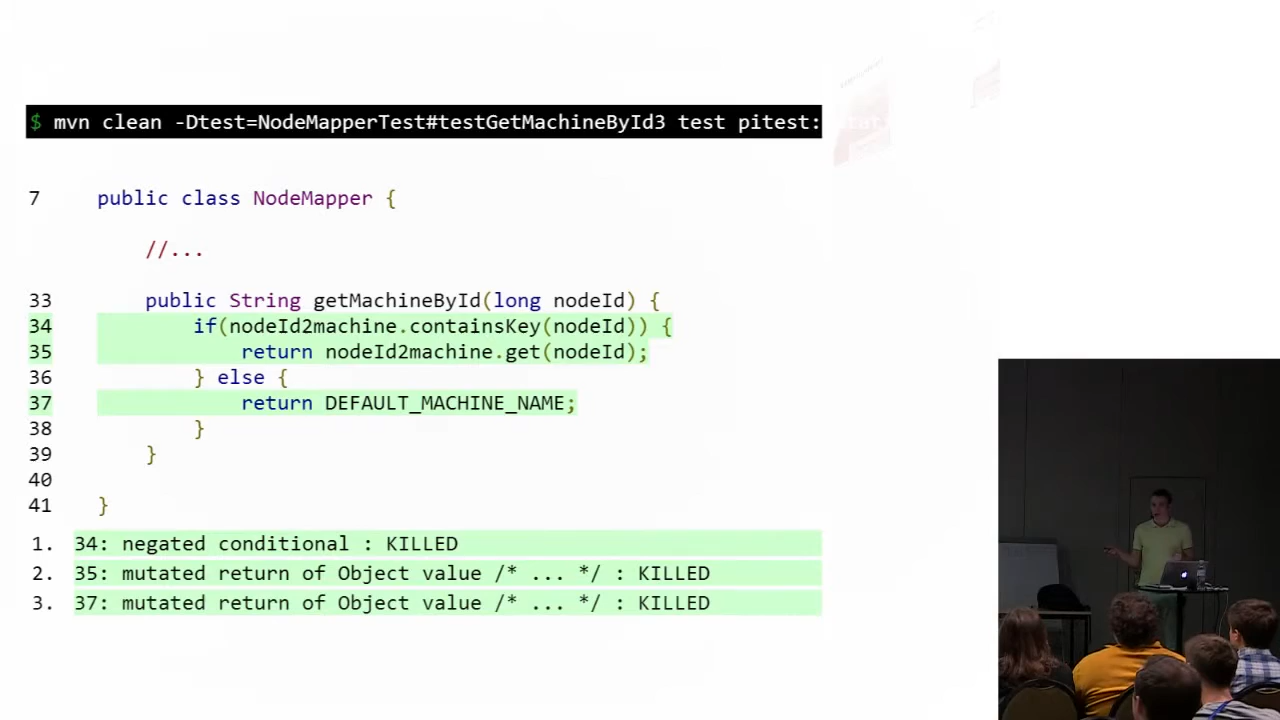 $ mvn clean -Dtest=NodeMapperTest#testGetMachineById3 test pitest:
7 public class NodeMapper {
//...
33 public String getMachineById(long nodeId) {
34 if(nodeId2machine.containsKey(nodeId)) {
35 return nodeId2machine.get(nodeId);
36 } else {
37 return DEFAULT_MACHINE_NAME;
38 }
39 }
40
41 }
1. 34: negated conditional : KILLED
2. 35: mutated return of Object value /* ... */ : KILLED
3. 37: mutated return of Object value /* ... */ : KILLED